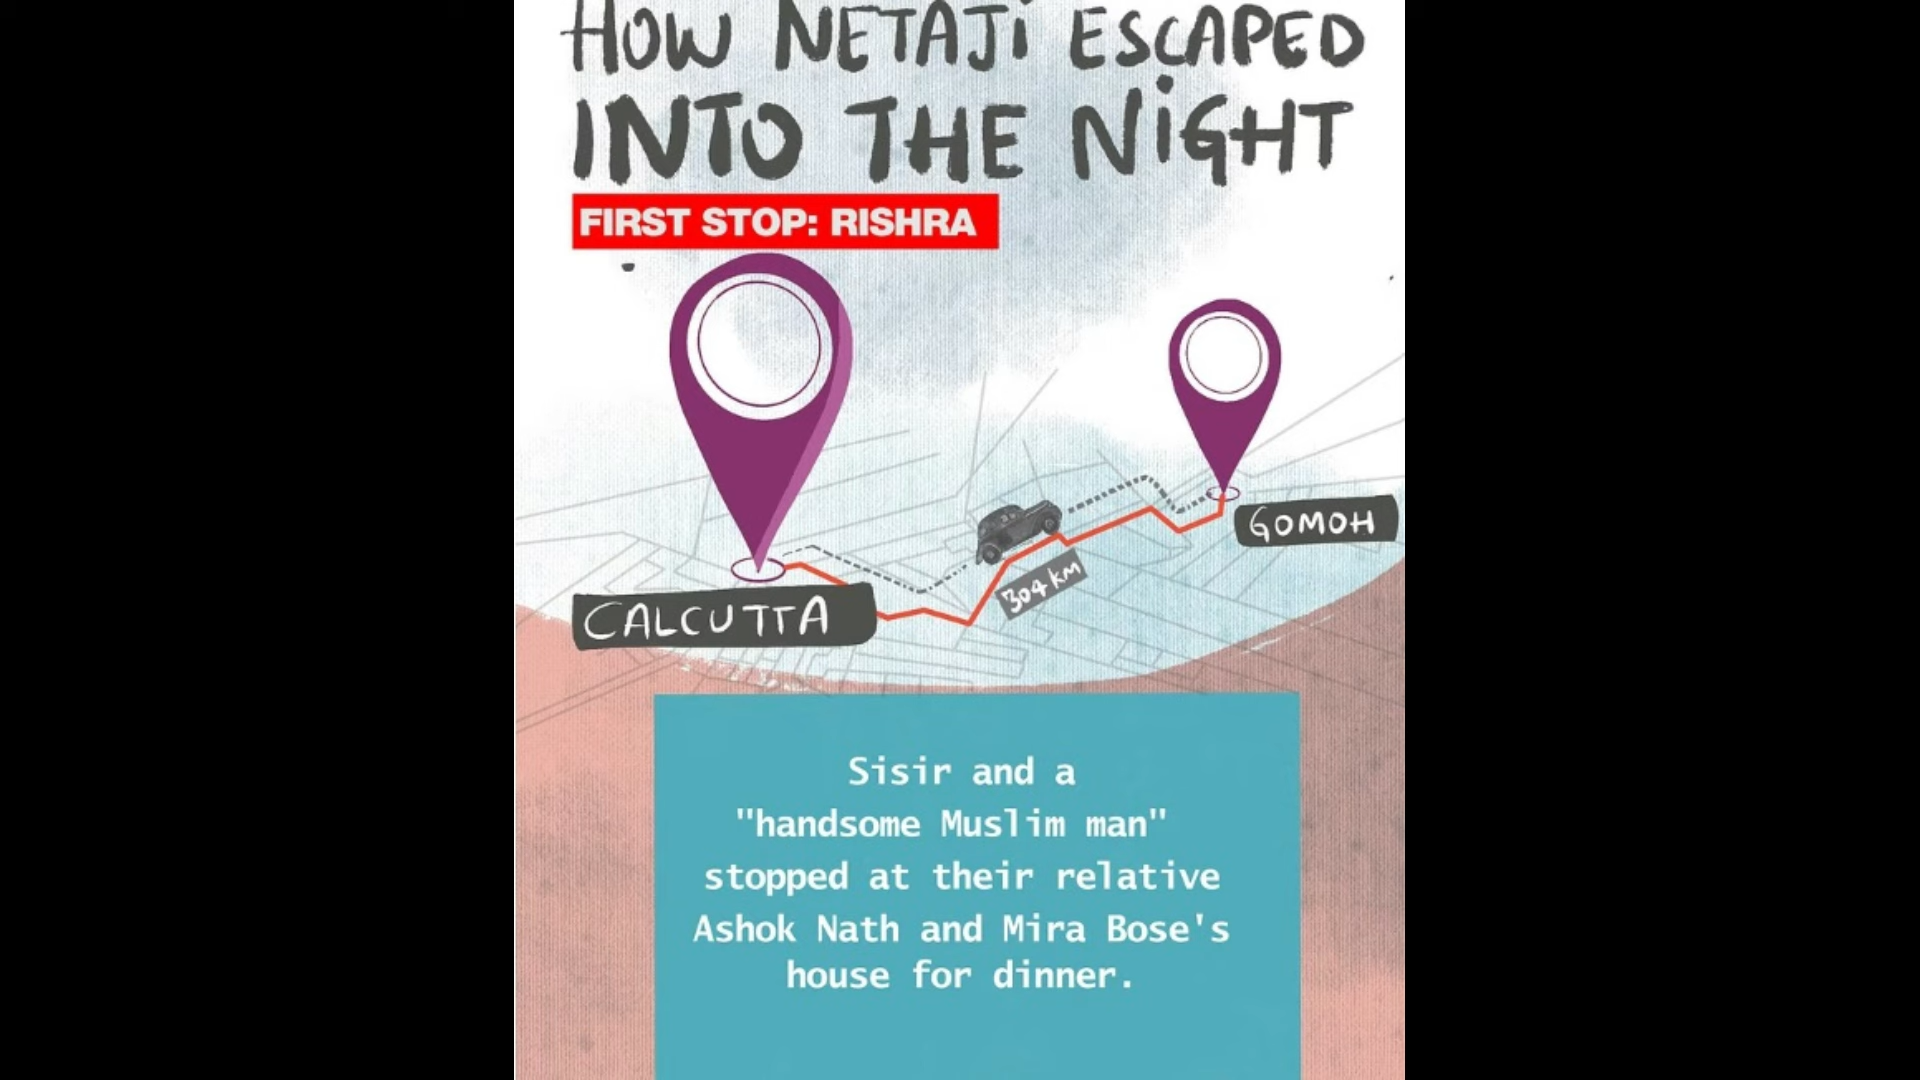 HOW NETAJI ESCAPED
INTO THE NIGHT
FIRST STOP: RISHRA
GOMOH
304 KM
CALCUTTA
Sisir and a
"handsome Muslim man"
stopped at their relative
Ashok Nath and Mira Bose's
house for dinner.